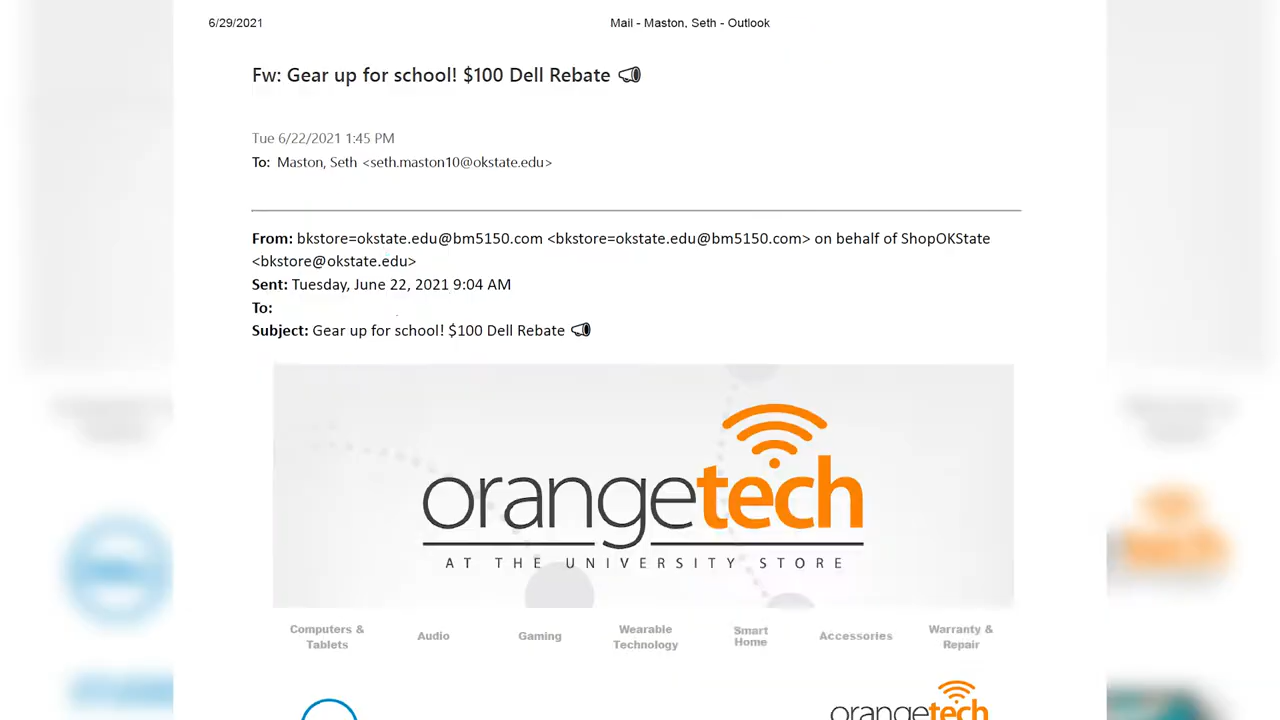 6/29/2021
Mail - Maston, Seth - Outlook
Fw: Gear up for school! $100 Dell Rebate
Tue 6/22/2021 1:45 PM
To: Maston, Seth <seth.maston10@okstate.edu>
From: bkstore=okstate.edu@bm5150.com <bkstore=okstate.edu@bm5150.com> on behalf of ShopOKState
<bkstore@okstate.edu>
Sent: Tuesday, June 22, 2021 9:04 AM
To:
Subject: Gear up for school! $100 Dell Rebate
orangetech
AT THE UNIVERSITY STORE
Computers & Tablets
Audio
Gaming
Wearable Technology
Smart Home
Accessories
Warranty & Repair
orangetech